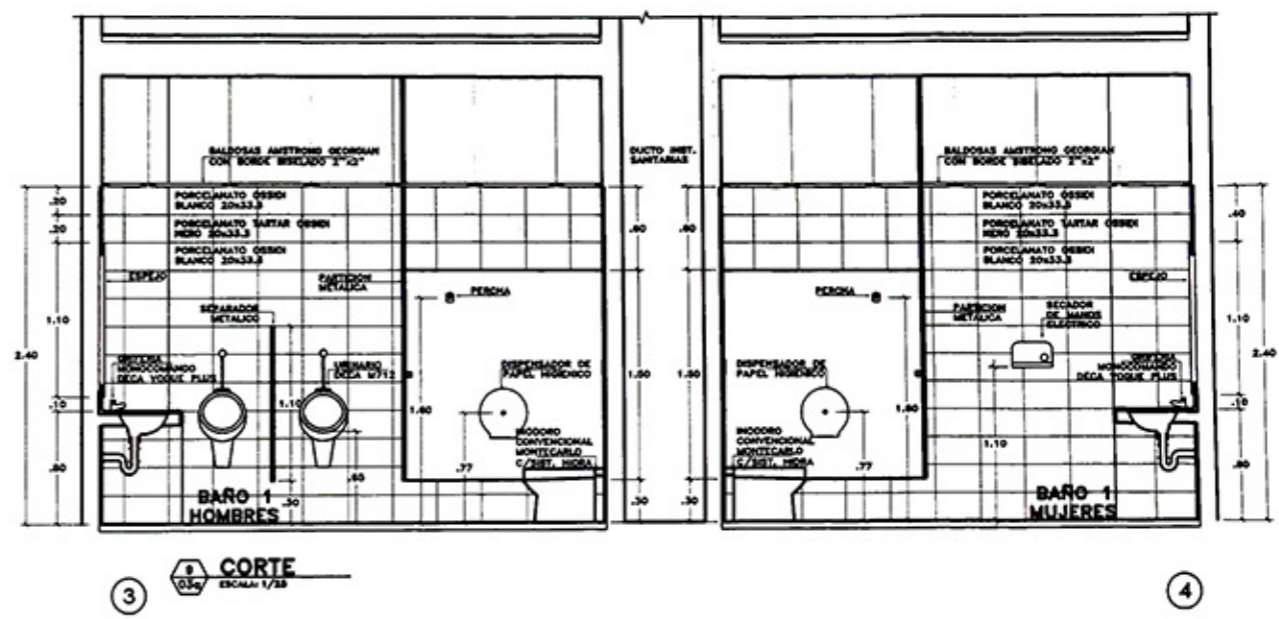 BALDOSAS AMSTRONG GEORGIAN
CON BORDE BISELADO 2"x2"
DUCTO INST.
SANITARIAS
BALDOSAS AMSTRONG GEORGIAN
CON BORDE BISELADO 2"x2"
PORCELANATO OSSIDI
BLANCO 20x33.3
PORCELANATO TARTAR OSSIDI
NERO 20x33.3
PORCELANATO OSSIDI
BLANCO 20x33.3
PORCELANATO OSSIDI
BLANCO 20x33.3
PORCELANATO TARTAR OSSIDI
NERO 20x33.3
PORCELANATO OSSIDI
BLANCO 20x33.3
.20
.20
.60
.60
.40
ESPEJO
PARTICION
METALICA
PERCHA
PERCHA
ESPEJO
SEPARADOR
METALICO
PARTICION
METALICA
SECADOR
DE MANOS
ELECTRICO
1.10
1.10
2.40
2.40
GRIFERIA
MONOCOMANDO
DECA TOQUE PLUS
URINARIO
DECA M712
DISPENSADOR DE
PAPEL HIGIENICO
DISPENSADOR DE
PAPEL HIGIENICO
GRIFERIA
MONOCOMANDO
DECA TOQUE PLUS
1.50
1.50
.10
1.10
1.60
1.60
.10
INODORO
CONVENCIONAL
MONTECARLO
C/SIST. HIDRA
INODORO
CONVENCIONAL
MONTECARLO
C/SIST. HIDRA
1.10
.80
.65
.77
.77
.80
.30
.30
.30
BAÑO 1
HOMBRES
BAÑO 1
MUJERES
9
03a
CORTE
ESCALA: 1/25
3
4